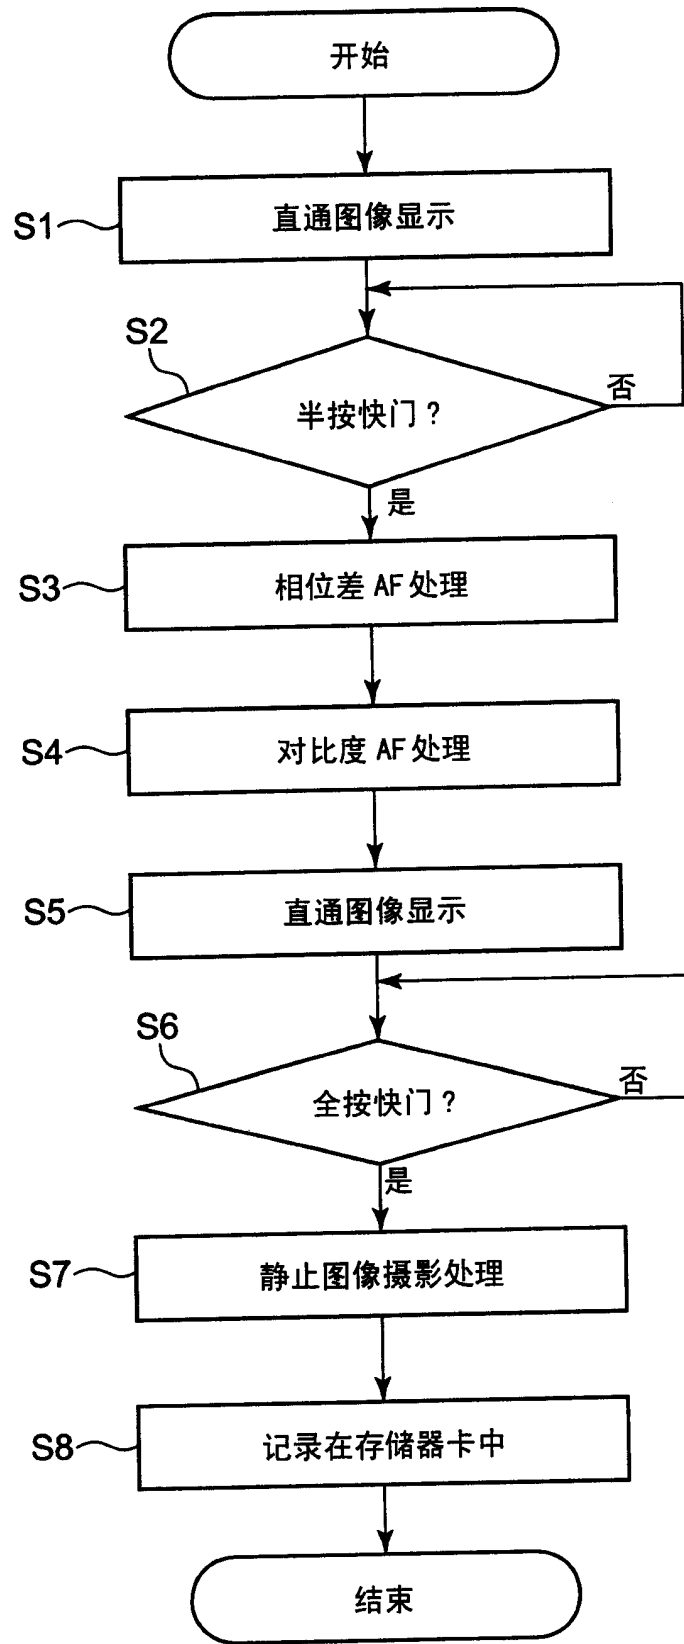 开始
S1
直通图像显示
S2
半按快门?
否
是
S3
相位差 AF 处理
S4
对比度 AF 处理
S5
直通图像显示
S6
全按快门?
否
是
S7
静止图像摄影处理
S8
记录在存储器卡中
结束